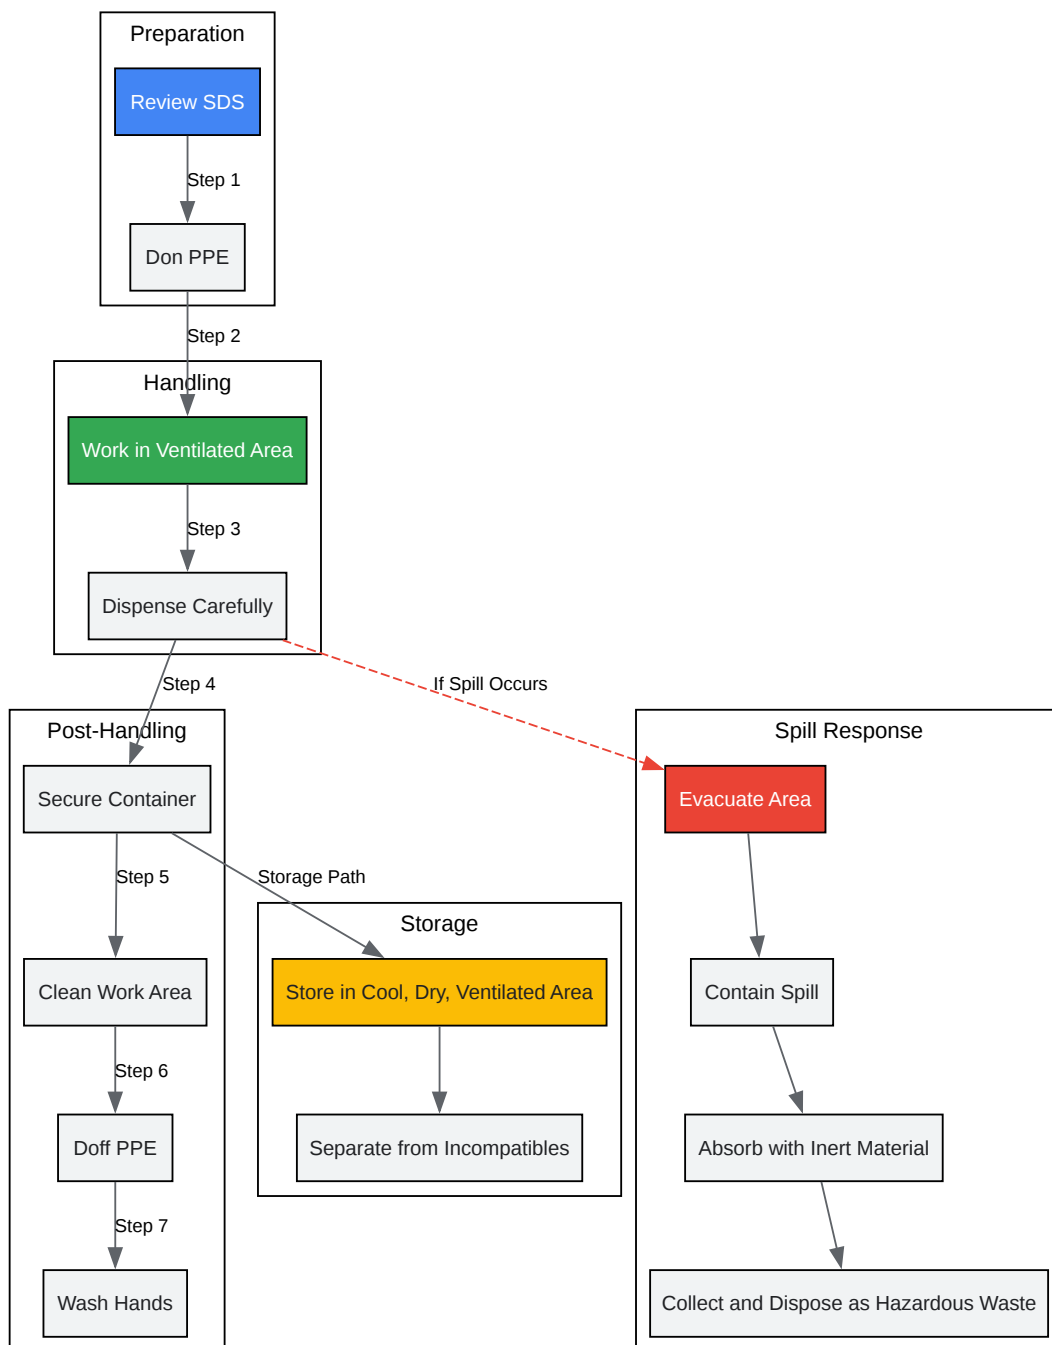 Preparation
Review SDS
Step 1
Don PPE
Step 2
Handling
Work in Ventilated Area
Step 3
Dispense Carefully
Step 4
If Spill Occurs
Post-Handling
Secure Container
Step 5
Storage Path
Clean Work Area
Step 6
Doff PPE
Step 7
Wash Hands
Storage
Store in Cool, Dry, Ventilated Area
Separate from Incompatibles
Spill Response
Evacuate Area
Contain Spill
Absorb with Inert Material
Collect and Dispose as Hazardous Waste